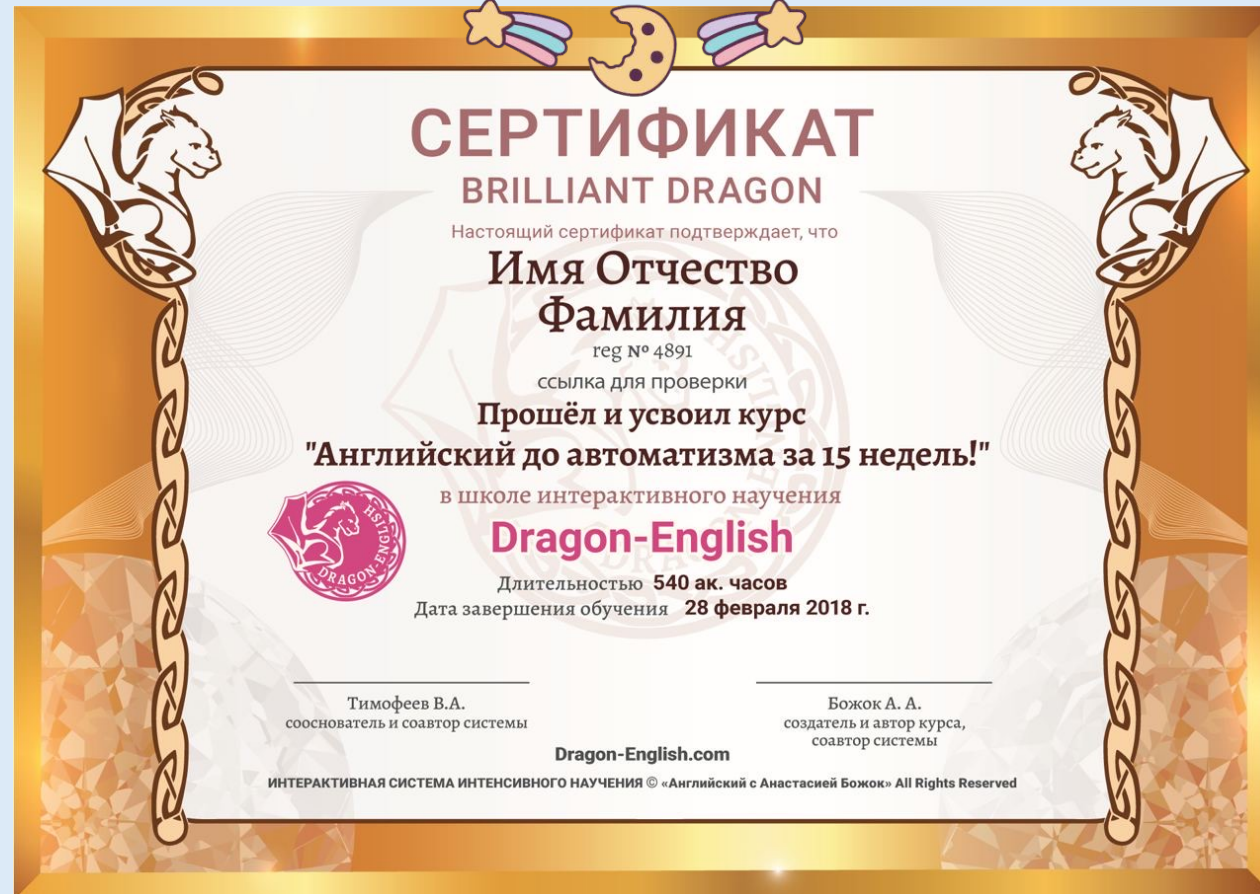 СЕРТИФИКАТ
BRILLIANT DRAGON
Настоящий сертификат подтверждает, что
Имя Отчество
Фамилия
reg № 4891
ссылка для проверки
Прошёл и усвоил курс
"Английский до автоматизма за 15 недель!"
в школе интерактивного научения
Dragon-English
DRAGON-ENGLISH
Длительностью 540 ак. часов
Дата завершения обучения 28 февраля 2018 г.
Тимофеев В.А.
сооснователь и соавтор системы
Божок А. А.
создатель и автор курса,
соавтор системы
Dragon-English.com
ИНТЕРАКТИВНАЯ СИСТЕМА ИНТЕНСИВНОГО НАУЧЕНИЯ © «Английский с Анастасией Божок» All Rights Reserved